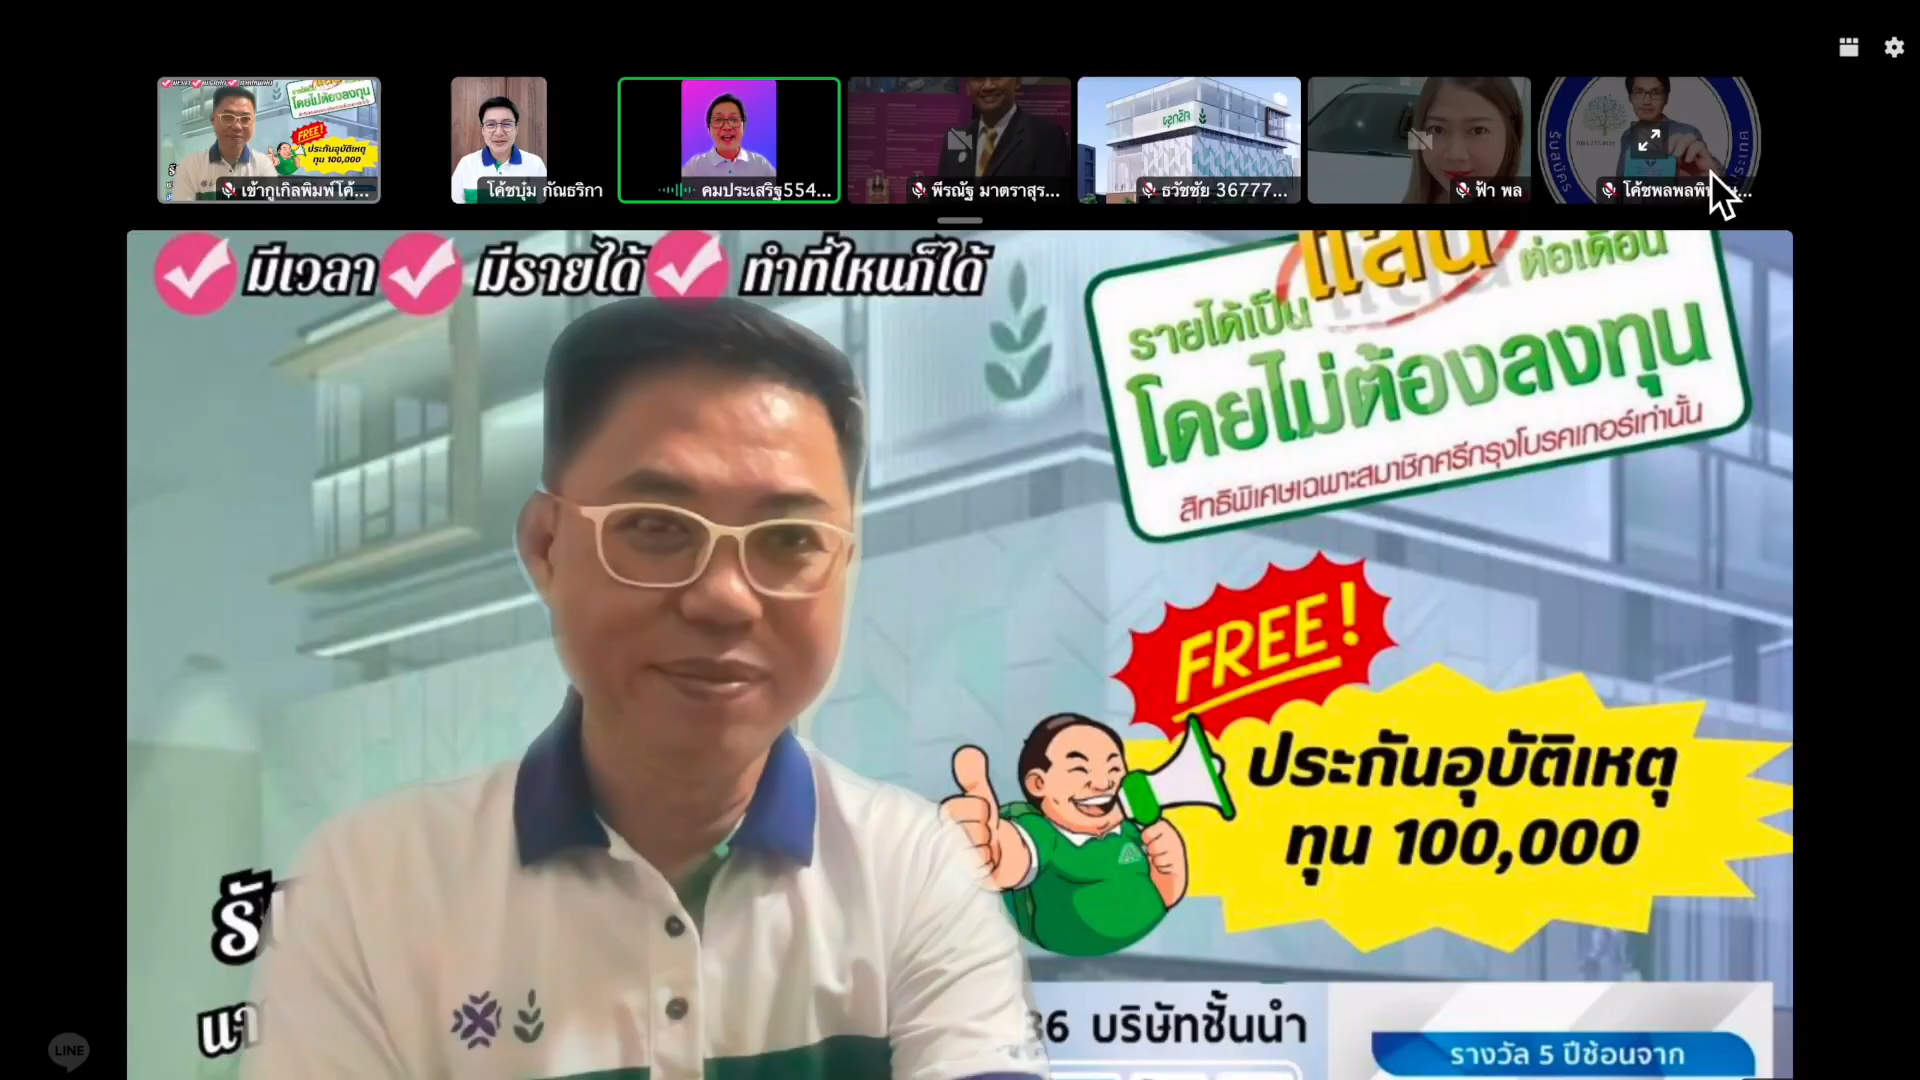 เข้ากูเกิลพิมพ์โค้...
โค้ชบุ๋ม กัณธริกา
คมประเสริฐ554...
พีรณัฐ มาตราสุร...
ธวัชชัย 36777...
ฟ้า พล
มีเวลา มีรายได้ ทำที่ไหนก็ได้
รายได้เป็น แสน ต่อเดือน
โดยไม่ต้องลงทุน
สิทธิพิเศษเฉพาะสมาชิกศรีกรุงโบรคเกอร์เท่านั้น
FREE!
ประกันอุบัติเหตุ
ทุน 100,000
36 บริษัทชั้นนำ
รางวัล 5 ปีซ้อนจาก
LINE